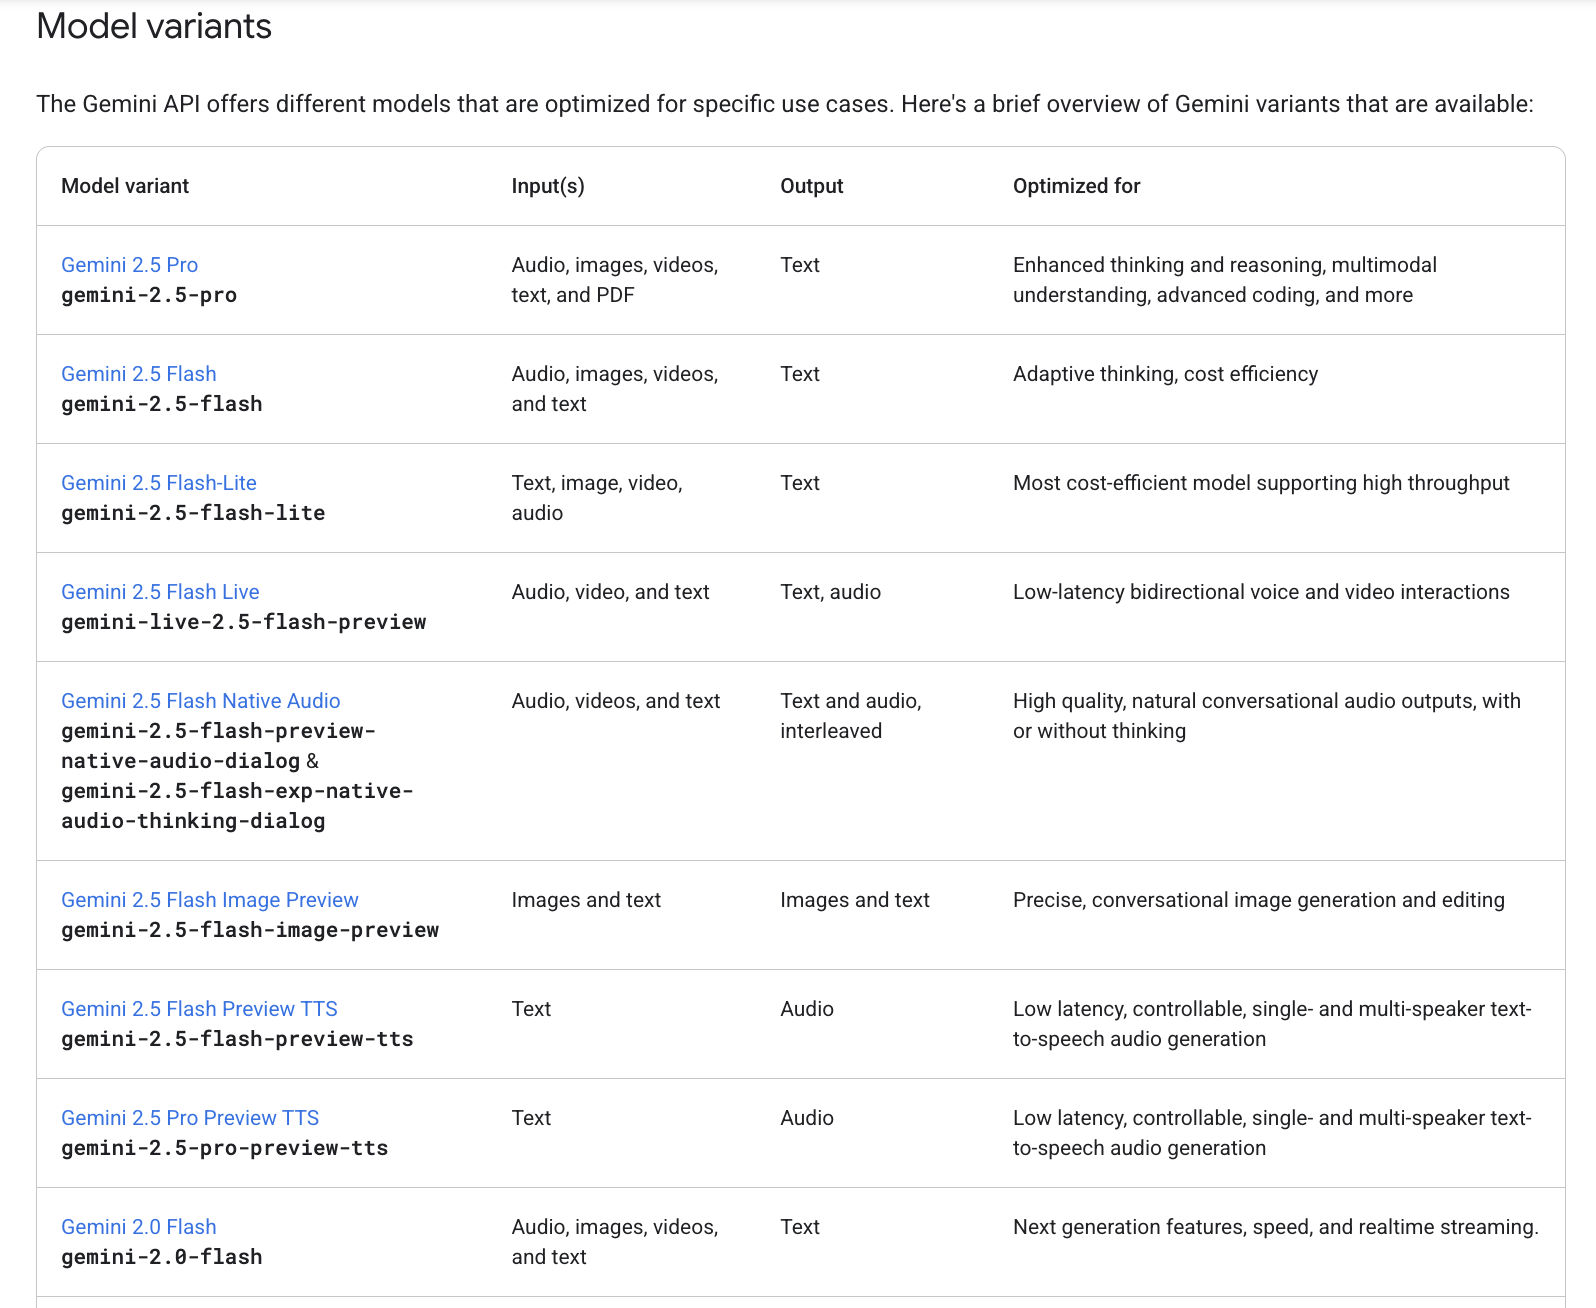 Model variants
The Gemini API offers different models that are optimized for specific use cases. Here's a brief overview of Gemini variants that are available:
Model variant Input(s) Output Optimized for
Gemini 2.5 Pro Audio, images, videos, Text Enhanced thinking and reasoning, multimodal
gemini-2.5-pro text, and PDF understanding, advanced coding, and more
Gemini 2.5 Flash Audio, images, videos, Text Adaptive thinking, cost efficiency
gemini-2.5-flash and text
Gemini 2.5 Flash-Lite Text, image, video, Text Most cost-efficient model supporting high throughput
gemini-2.5-flash-lite audio
Gemini 2.5 Flash Live Audio, video, and text Text, audio Low-latency bidirectional voice and video interactions
gemini-live-2.5-flash-preview
Gemini 2.5 Flash Native Audio Audio, videos, and text Text and audio, High quality, natural conversational audio outputs, with
gemini-2.5-flash-preview- interleaved or without thinking
native-audio-dialog &
gemini-2.5-flash-exp-native-
audio-thinking-dialog
Gemini 2.5 Flash Image Preview Images and text Images and text Precise, conversational image generation and editing
gemini-2.5-flash-image-preview
Gemini 2.5 Flash Preview TTS Text Audio Low latency, controllable, single- and multi-speaker text-
gemini-2.5-flash-preview-tts to-speech audio generation
Gemini 2.5 Pro Preview TTS Text Audio Low latency, controllable, single- and multi-speaker text-
gemini-2.5-pro-preview-tts to-speech audio generation
Gemini 2.0 Flash Audio, images, videos, Text Next generation features, speed, and realtime streaming.
gemini-2.0-flash and text